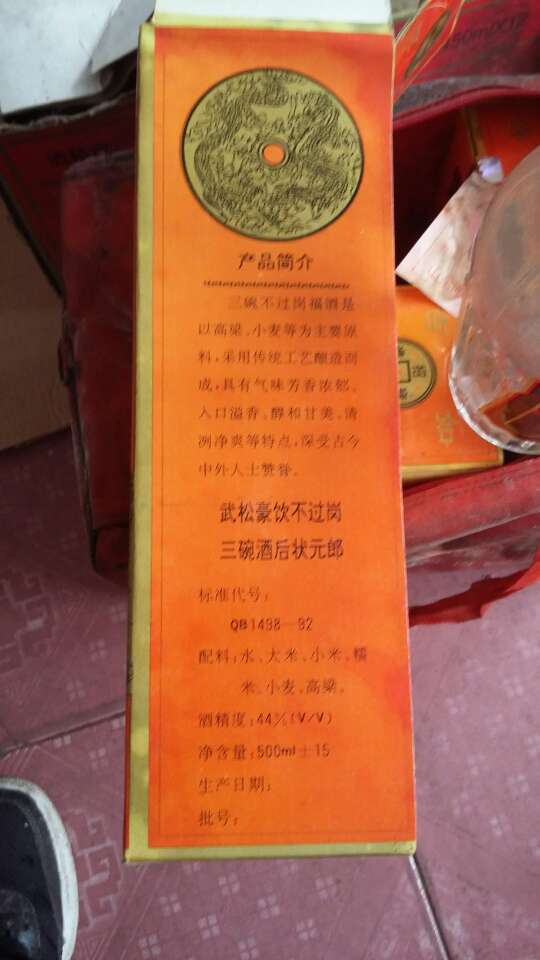 产品简介
三碗不过岗福酒是
以高梁、小麦等为主要原
料,采用传统工艺酿造而
成,具有气味芳香浓郁、
入口溢香、醇和甘美、清
冽净爽等特点,深受古今
中外人士赞誉。
武松豪饮不过岗
三碗酒后状元郎
标准代号:
QB1498—92
配料:水、大米、小米、糯
米、小麦、高梁。
酒精度:44%(V/V)
净含量:500ml±15
生产日期:
批号:
50ml×12